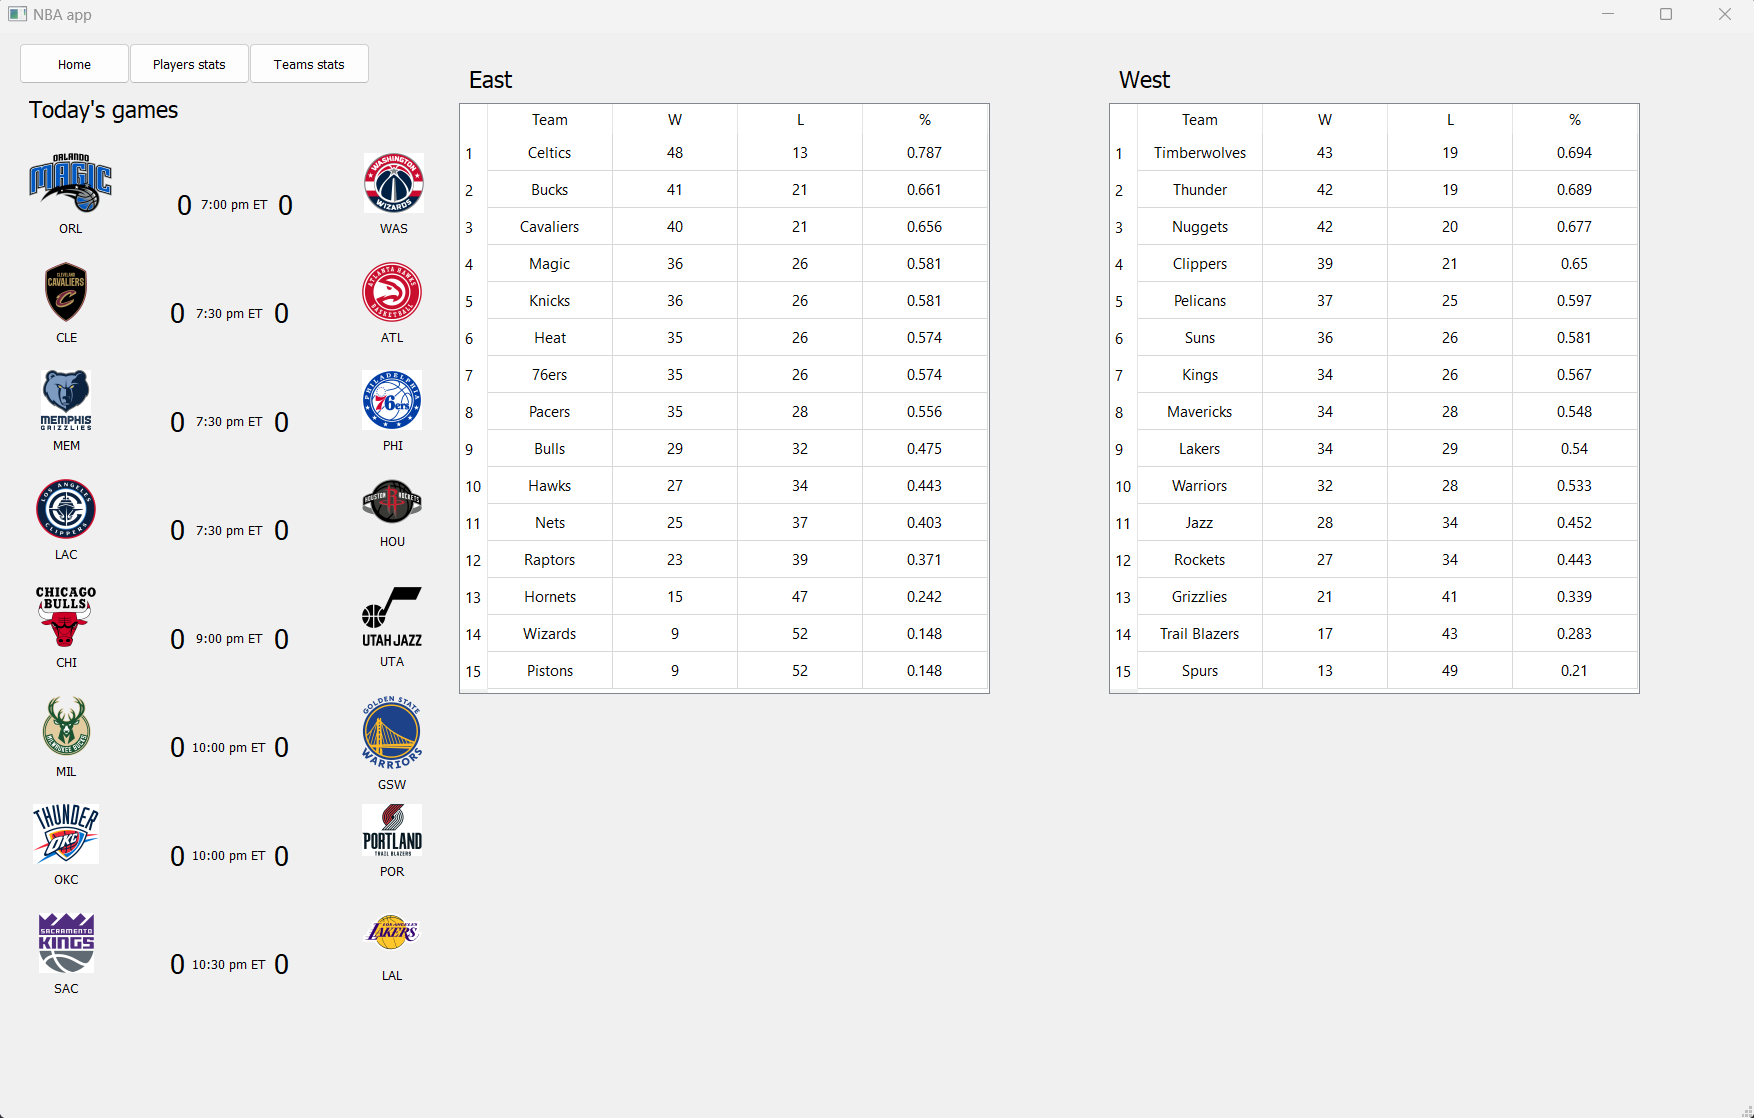 NBA app
Home Players stats Teams stats
Today's games
ORLANDO
MAGIC
WASHINGTON
WIZARDS
0 7:00 pm ET 0
ORL WAS
CLEVELAND
CAVALIERS
ATLANTA HAWKS
BASKETBALL
0 7:30 pm ET 0
CLE ATL
MEMPHIS
GRIZZLIES
PHILADELPHIA
76ers
0 7:30 pm ET 0
MEM PHI
LOS ANGELES
CLIPPERS
HOUSTON ROCKETS
0 7:30 pm ET 0
LAC HOU
CHICAGO
BULLS
UTAH JAZZ
0 9:00 pm ET 0
CHI UTA
MILWAUKEE BUCKS
GOLDEN STATE
WARRIORS
0 10:00 pm ET 0
MIL GSW
THUNDER
OKC
PORTLAND
TRAIL BLAZERS
0 10:00 pm ET 0
OKC POR
SACRAMENTO
KINGS
LOS ANGELES
LAKERS
0 10:30 pm ET 0
SAC LAL
East
Team W L %
1 Celtics 48 13 0.787
2 Bucks 41 21 0.661
3 Cavaliers 40 21 0.656
4 Magic 36 26 0.581
5 Knicks 36 26 0.581
6 Heat 35 26 0.574
7 76ers 35 26 0.574
8 Pacers 35 28 0.556
9 Bulls 29 32 0.475
10 Hawks 27 34 0.443
11 Nets 25 37 0.403
12 Raptors 23 39 0.371
13 Hornets 15 47 0.242
14 Wizards 9 52 0.148
15 Pistons 9 52 0.148
West
Team W L %
1 Timberwolves 43 19 0.694
2 Thunder 42 19 0.689
3 Nuggets 42 20 0.677
4 Clippers 39 21 0.65
5 Pelicans 37 25 0.597
6 Suns 36 26 0.581
7 Kings 34 26 0.567
8 Mavericks 34 28 0.548
9 Lakers 34 29 0.54
10 Warriors 32 28 0.533
11 Jazz 28 34 0.452
12 Rockets 27 34 0.443
13 Grizzlies 21 41 0.339
14 Trail Blazers 17 43 0.283
15 Spurs 13 49 0.21